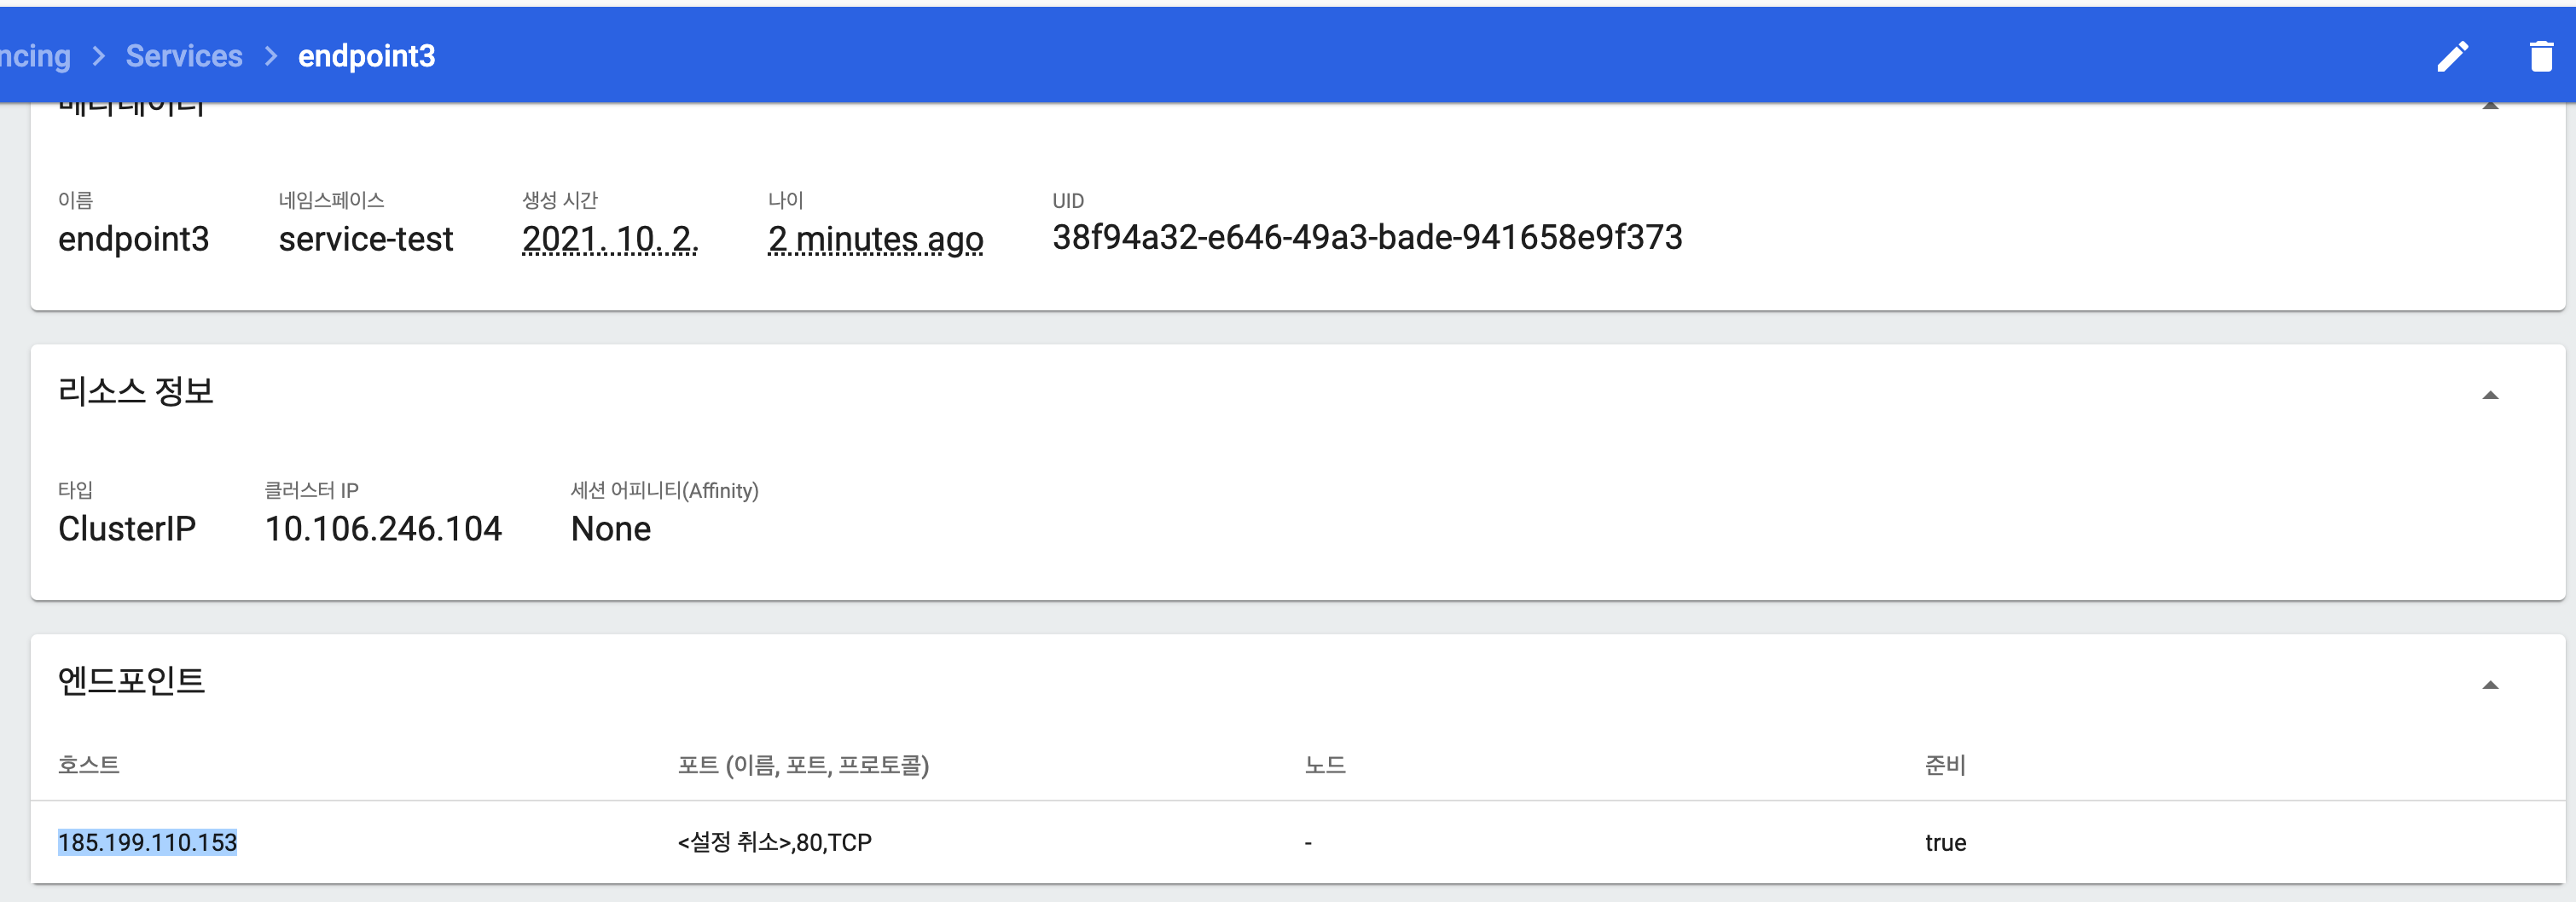 Services > endpoint3
이름 네임스페이스 생성 시간 나이 UID
endpoint3 service-test 2021. 10. 2. 2 minutes ago 38f94a32-e646-49a3-bade-941658e9f373
리소스 정보
타입 클러스터 IP 세션 어피니티(Affinity)
ClusterIP 10.106.246.104 None
엔드포인트
호스트 포트 (이름, 포트, 프로토콜) 노드 준비
185.199.110.153 <설정 취소>,80,TCP - true